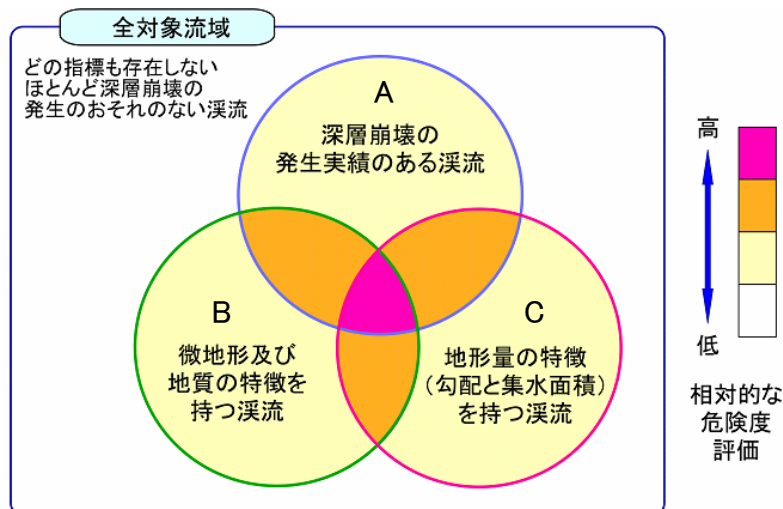 全対象流域
どの指標も存在しない
ほとんど深層崩壊の
発生のおそれのない渓流
A
深層崩壊の
発生実績のある渓流
B
微地形及び
地質の特徴を
持つ渓流
C
地形量の特徴
（勾配と集水面積）
を持つ渓流
高
低
相対的な
危険度
評価